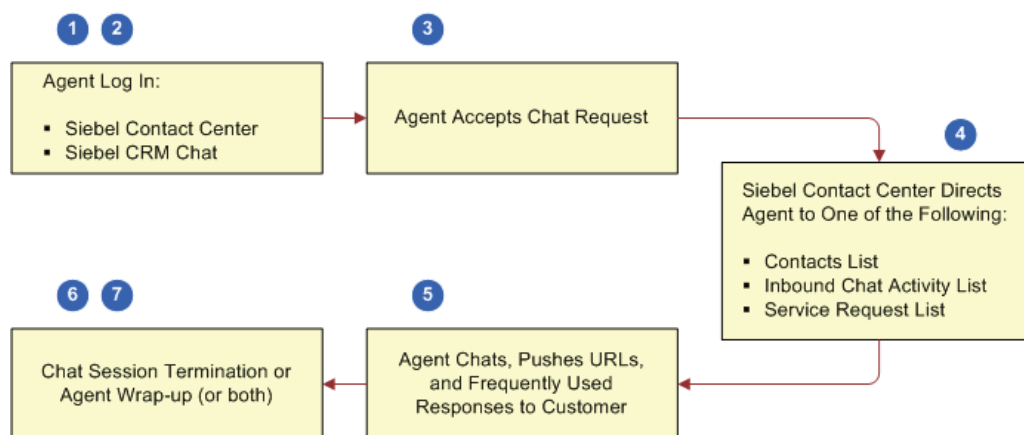 1 2
Agent Log In:
▪ Siebel Contact Center
▪ Siebel CRM Chat
3
Agent Accepts Chat Request
4
Siebel Contact Center Directs
Agent to One of the Following:
▪ Contacts List
▪ Inbound Chat Activity List
▪ Service Request List
5
Agent Chats, Pushes URLs,
and Frequently Used
Responses to Customer
6 7
Chat Session Termination or
Agent Wrap-up (or both)